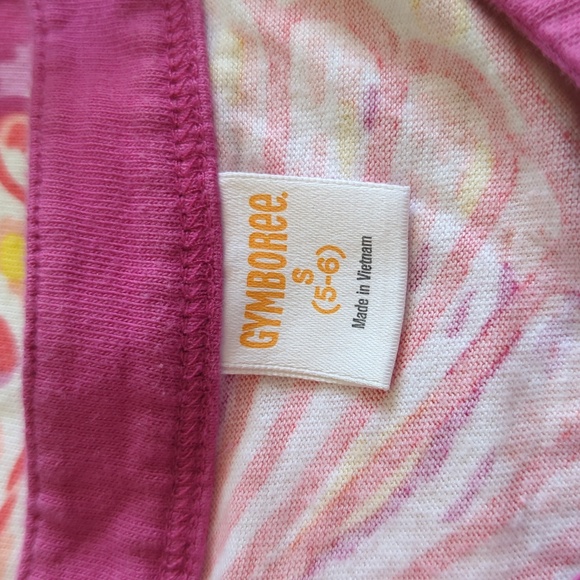 GYMBOREE.
S
(5-6)
Made in Vietnam